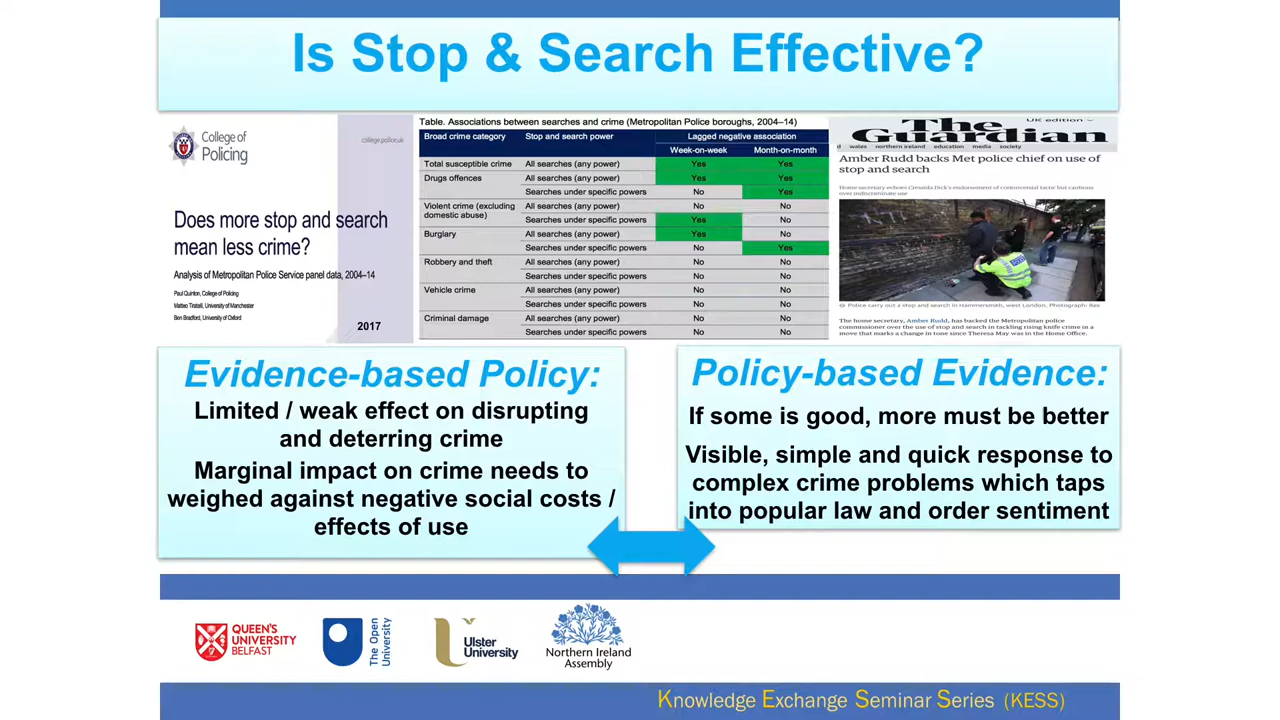 Is Stop & Search Effective?
College of
Policing
college.police.uk
Does more stop and search
mean less crime?
Analysis of Metropolitan Police Service panel data, 2004–14
Paul Quinton, College of Policing
Matteo Tiratelli, University of Manchester
Ben Bradford, University of Oxford
2017
Table. Associations between searches and crime (Metropolitan Police boroughs, 2004–14)
Broad crime category Stop and search power Lagged negative association
Week-on-week Month-on-month
Total susceptible crime All searches (any power) Yes Yes
Drugs offences All searches (any power) Yes Yes
Searches under specific powers No Yes
Violent crime (excluding
domestic abuse)
All searches (any power) No No
Searches under specific powers Yes No
Burglary All searches (any power) Yes No
Searches under specific powers No Yes
Robbery and theft All searches (any power) No No
Searches under specific powers No No
Vehicle crime All searches (any power) No No
Searches under specific powers No No
Criminal damage All searches (any power) No No
Searches under specific powers No No
UK edition
The
Guardian
wales northern ireland education media society
Amber Rudd backs Met police chief on use of
stop and search
Home secretary echoes Cressida Dick's endorsement of controversial tactic but cautions
over indiscriminate use
Police carry out a stop and search in Hammersmith, west London. Photograph: Rex
The home secretary, Amber Rudd, has backed the Metropolitan police
commissioner over the use of stop and search in tackling rising knife crime in a
move that marks a change in tone since Theresa May was in the Home Office.
Evidence-based Policy:
Limited / weak effect on disrupting
and deterring crime
Marginal impact on crime needs to
weighed against negative social costs /
effects of use
Policy-based Evidence:
If some is good, more must be better
Visible, simple and quick response to
complex crime problems which taps
into popular law and order sentiment
QUEEN'S
UNIVERSITY
BELFAST
The Open
University
Ulster
University
Northern Ireland
Assembly
Knowledge Exchange Seminar Series (KESS)